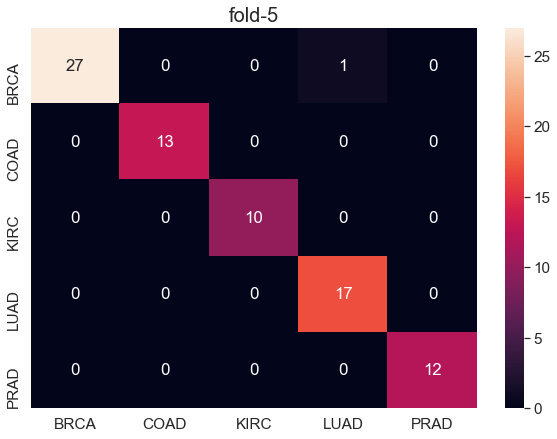 fold-5
BRCA 27 0 0 1 0
COAD 0 13 0 0 0
KIRC 0 0 10 0 0
LUAD 0 0 0 17 0
PRAD 0 0 0 0 12
BRCA COAD KIRC LUAD PRAD
25
20
15
10
5
0